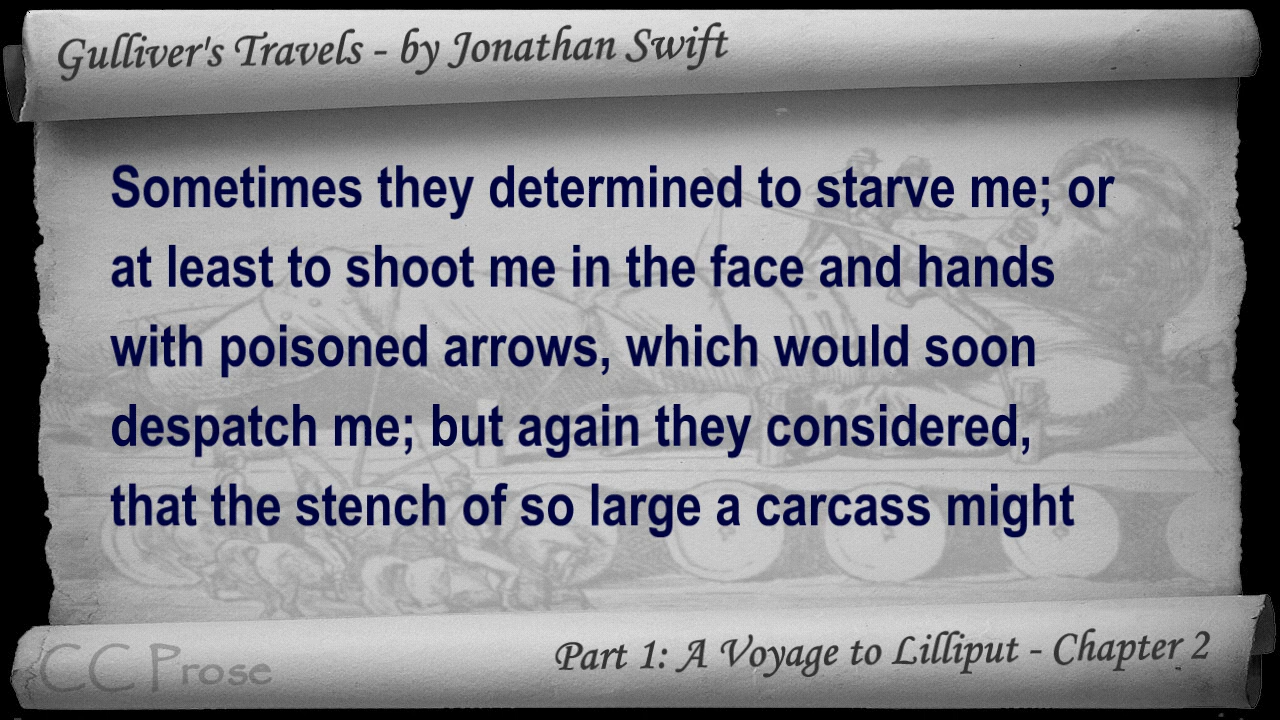 Gulliver's Travels - by Jonathan Swift
Sometimes they determined to starve me; or
at least to shoot me in the face and hands
with poisoned arrows, which would soon
despatch me; but again they considered,
that the stench of so large a carcass might
Part 1: A Voyage to Lilliput - Chapter 2
CC Prose